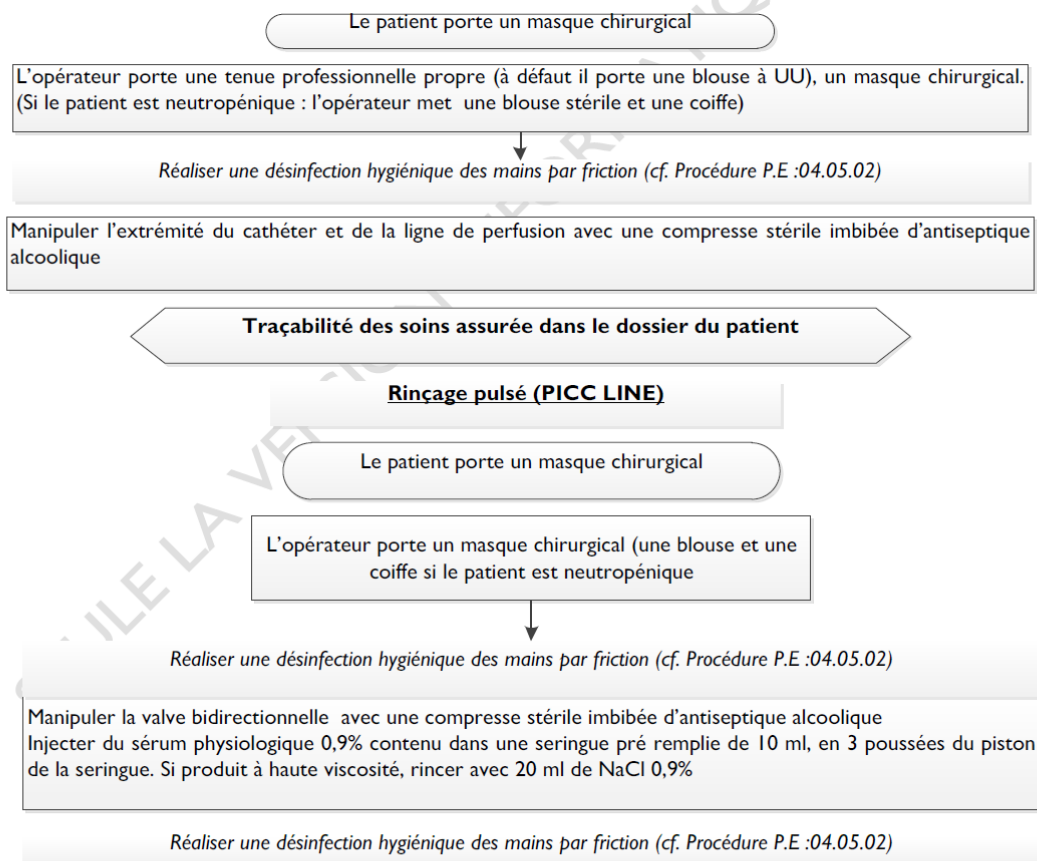 Le patient porte un masque chirurgical
L'opérateur porte une tenue professionnelle propre (à défaut il porte une blouse à UU), un masque chirurgical.
(Si le patient est neutropénique : l'opérateur met une blouse stérile et une coiffe)
Réaliser une désinfection hygiénique des mains par friction (cf. Procédure P.E :04.05.02)
Manipuler l'extrémité du cathéter et de la ligne de perfusion avec une compresse stérile imbibée d'antiseptique
alcoolique
Traçabilité des soins assurée dans le dossier du patient
Rinçage pulsé (PICC LINE)
Le patient porte un masque chirurgical
L'opérateur porte un masque chirurgical (une blouse et une
coiffe si le patient est neutropénique
Réaliser une désinfection hygiénique des mains par friction (cf. Procédure P.E :04.05.02)
Manipuler la valve bidirectionnelle avec une compresse stérile imbibée d'antiseptique alcoolique
Injecter du sérum physiologique 0,9% contenu dans une seringue pré remplie de 10 ml, en 3 poussées du piston
de la seringue. Si produit à haute viscosité, rincer avec 20 ml de NaCl 0,9%
Réaliser une désinfection hygiénique des mains par friction (cf. Procédure P.E :04.05.02)